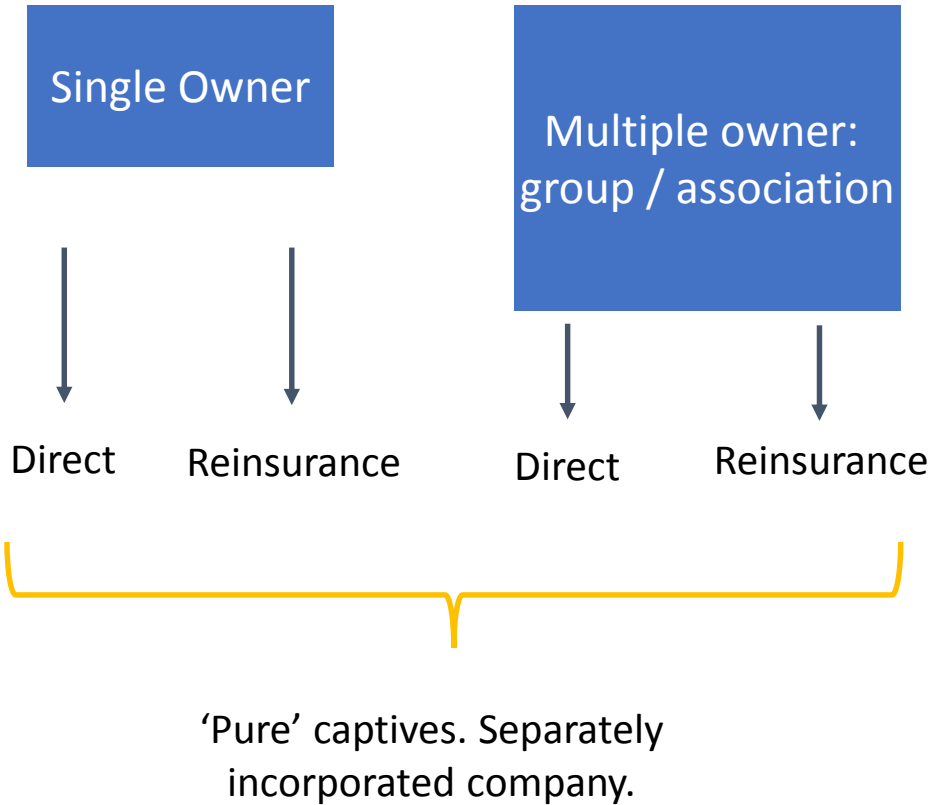 Single Owner
Multiple owner:
group / association
Direct
Reinsurance
Direct
Reinsurance
‘Pure’ captives. Separately
incorporated company.